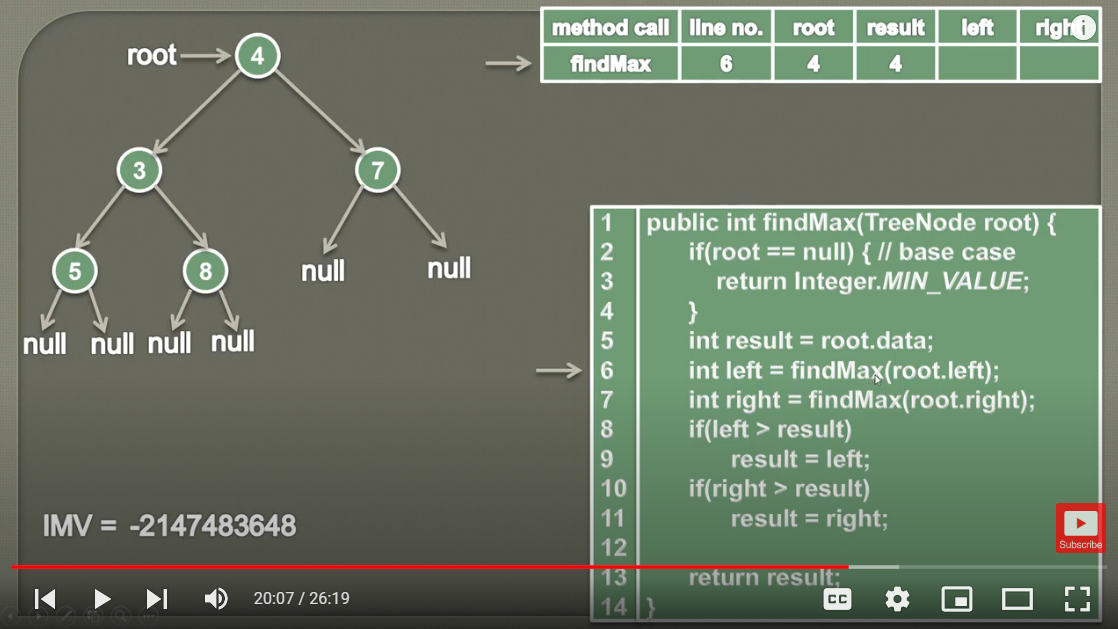 method call line no. root result left righ
findMax 6 4 4
root 4
3 7
5 8 null null
null null null null
1 public int findMax(TreeNode root) {
2 if(root == null) { // base case
3 return Integer.MIN_VALUE;
4 }
5 int result = root.data;
6 int left = findMax(root.left);
7 int right = findMax(root.right);
8 if(left > result)
9 result = left;
10 if(right > result)
11 result = right;
12
13 return result;
14 }
IMV = -2147483648
Subscribe
20:07 / 26:19
CC